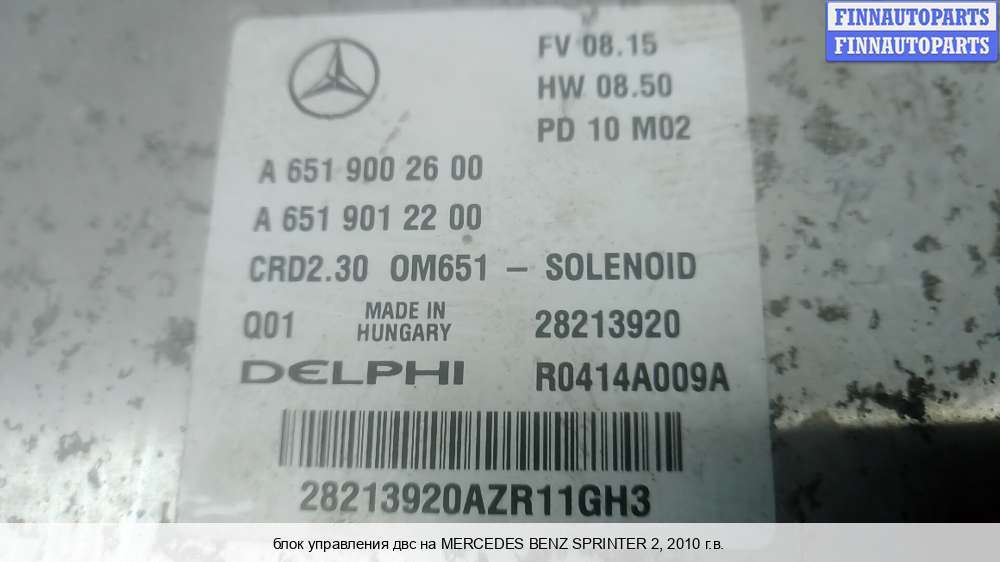 FINNAUTOPARTS
FINNAUTOPARTS
FV 08.15
HW 08.50
PD 10 M02
A 651 900 26 00
A 651 901 22 00
CRD2.30 OM651 – SOLENOID
Q01 MADE IN HUNGARY 28213920
DELPHI R0414A009A
28213920AZR11GH3
блок управления двс на MERCEDES BENZ SPRINTER 2, 2010 г.в.